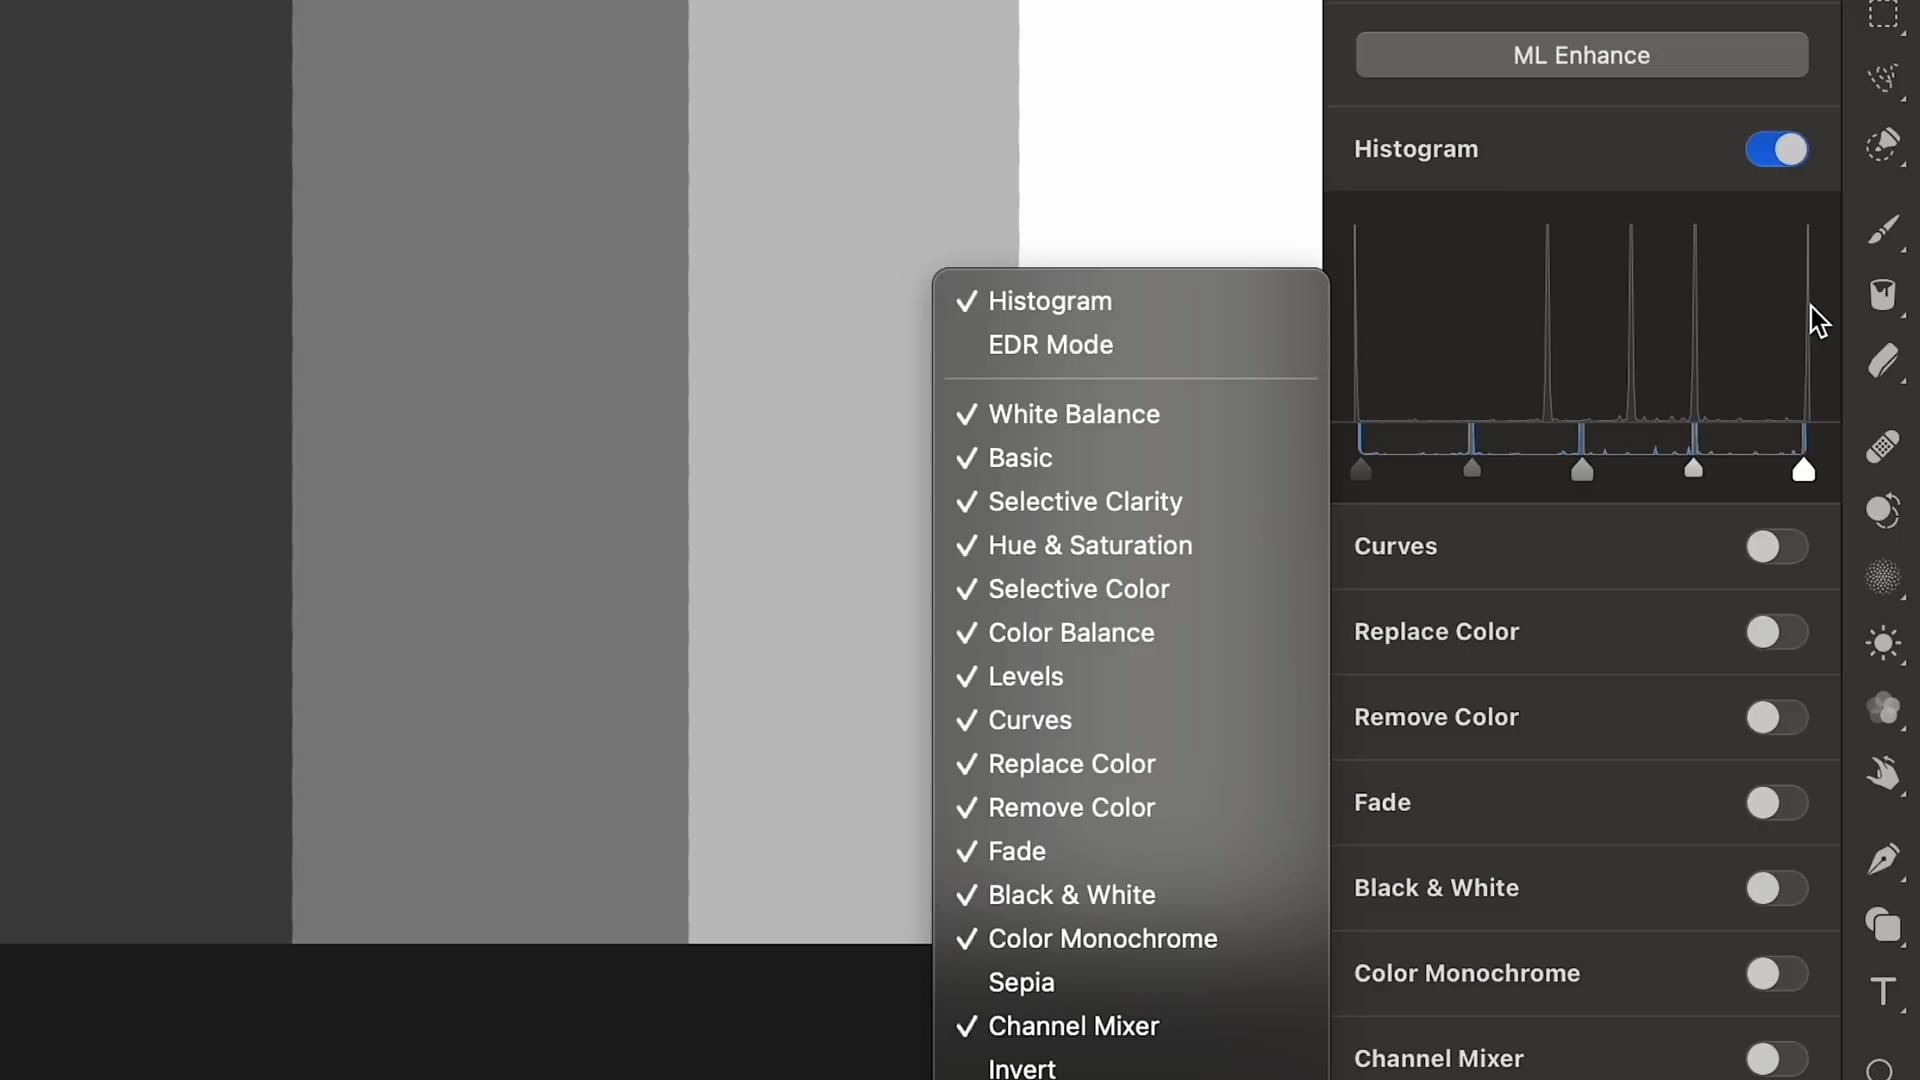 ML Enhance
Histogram
Histogram
EDR Mode
White Balance
Basic
Selective Clarity
Hue & Saturation
Selective Color
Color Balance
Levels
Curves
Replace Color
Remove Color
Fade
Black & White
Color Monochrome
Sepia
Channel Mixer
Invert
Curves
Replace Color
Remove Color
Fade
Black & White
Color Monochrome
Channel Mixer
T